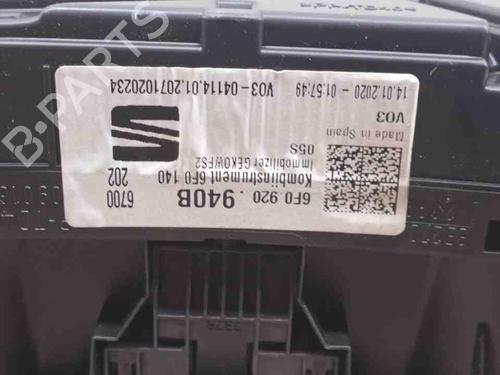 6F0 920 . 940B
Kombiinstrument 6F0 140
Immobilizer GEKOWFS2
6700
202
05S
Made in Spain
V03
14.01.2020 - 01:57:49
V03-04114.01.2071020234
B-PARTS